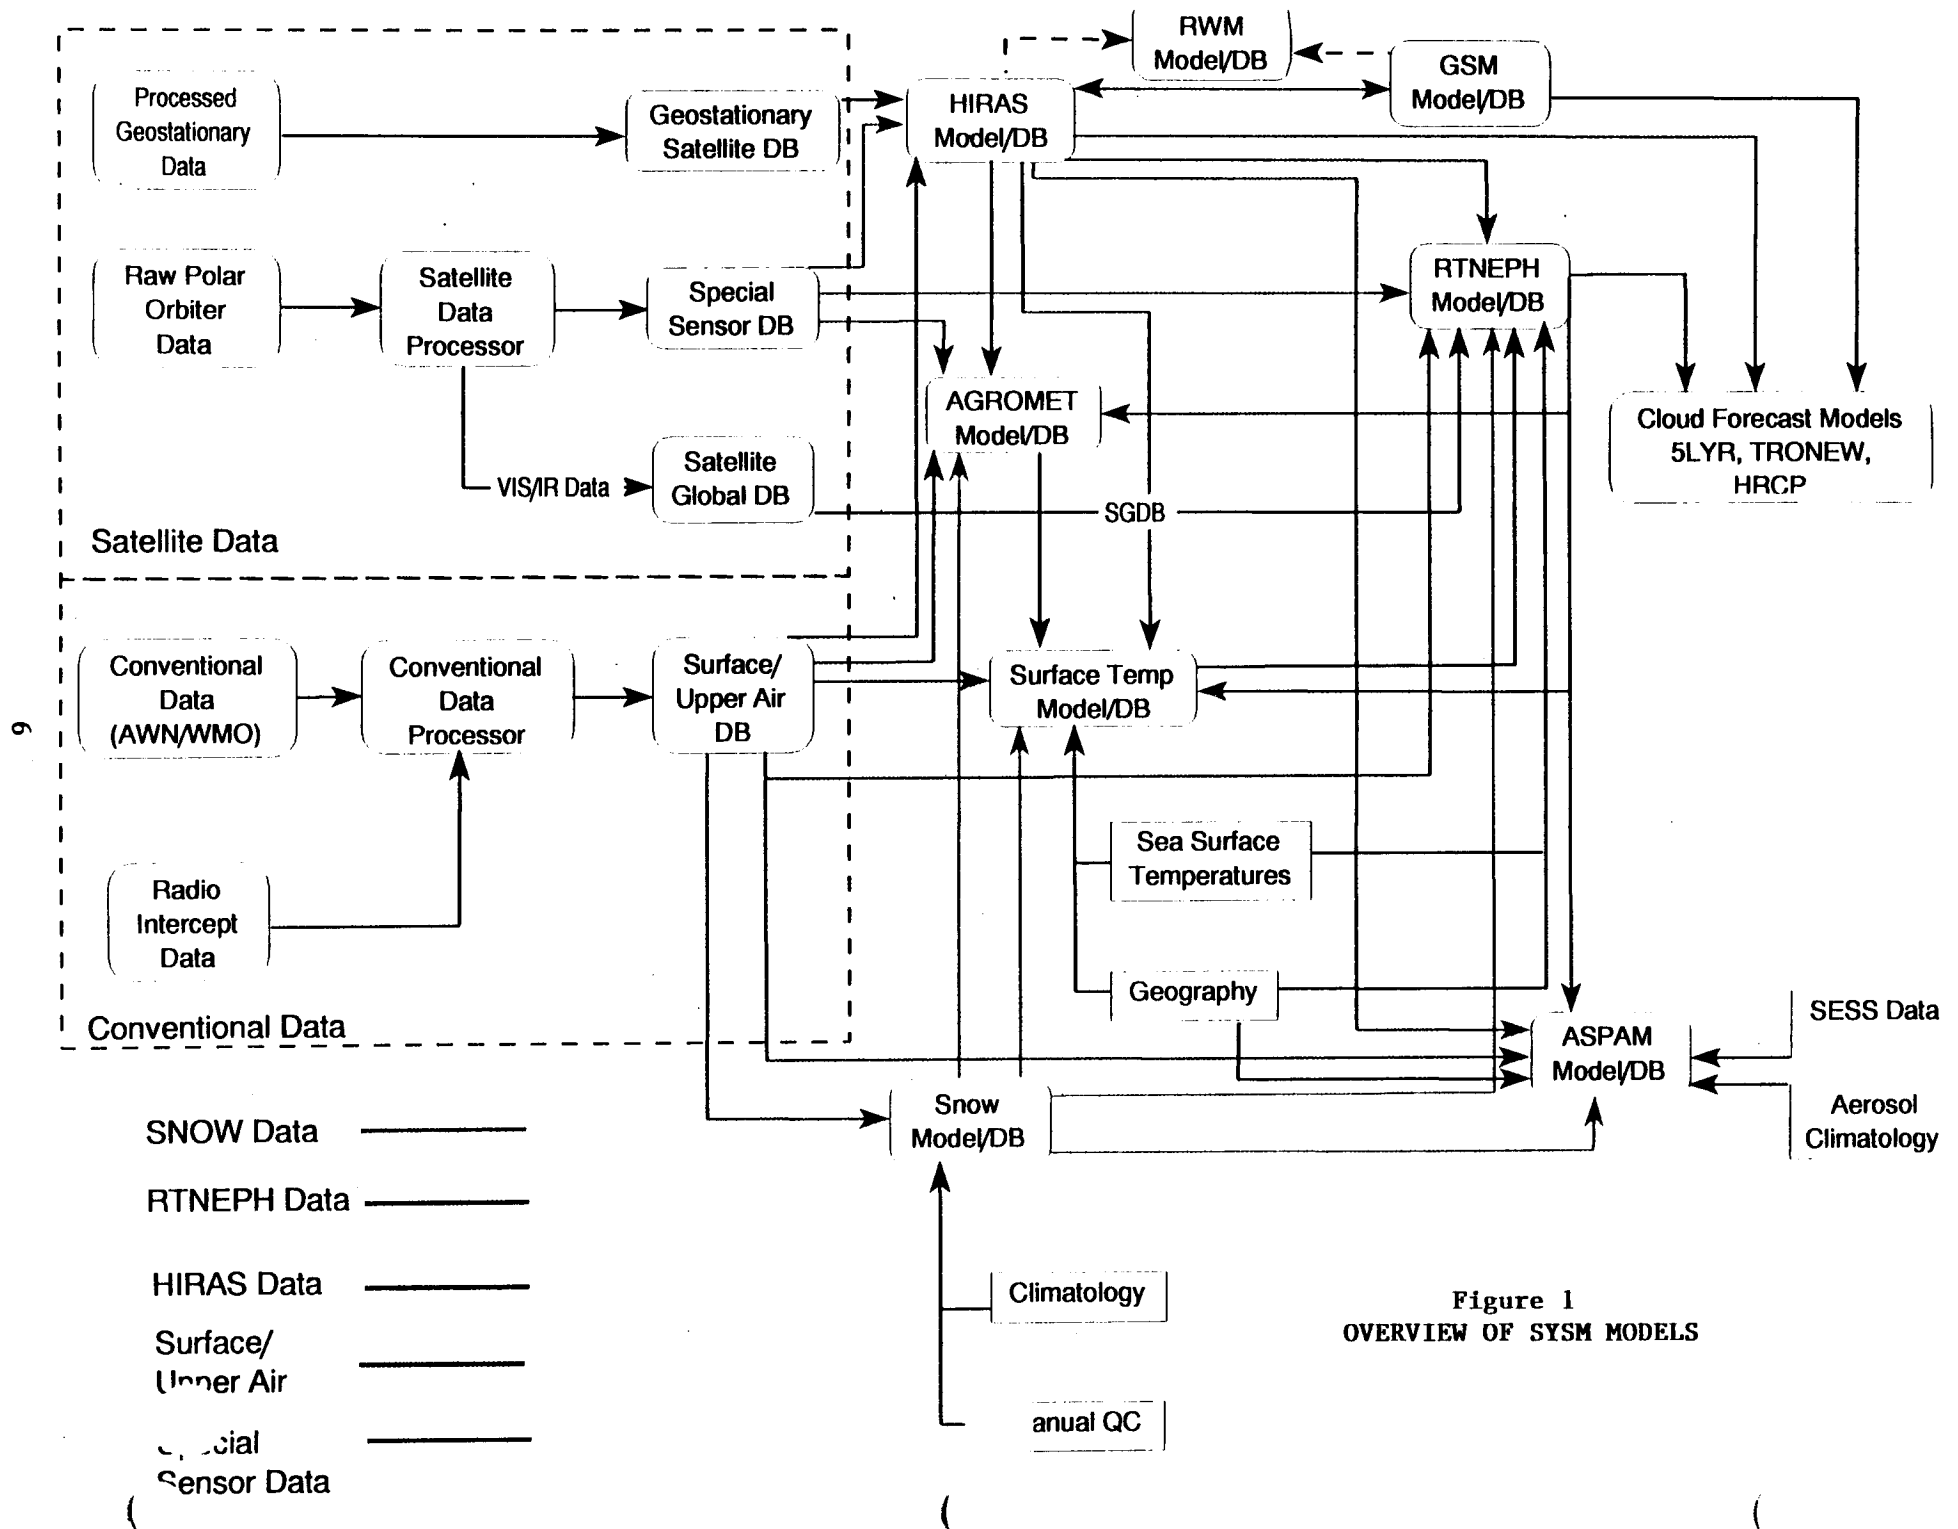 RWM
Model/DB
GSM
Model/DB
Processed
Geostationary
Data
Geostationary
Satellite DB
HIRAS
Model/DB
Raw Polar
Orbiter
Data
Satellite
Data
Processor
Special
Sensor DB
RTNEPH
Model/DB
AGROMET
Model/DB
Cloud Forecast Models
5LYR, TRONEW,
HRCP
VIS/IR Data
Satellite
Global DB
SGDB
Satellite Data
Conventional
Data
(AWN/WMO)
Conventional
Data
Processor
Surface/
Upper Air
DB
Surface Temp
Model/DB
9
Radio
Intercept
Data
Sea Surface
Temperatures
Geography
Conventional Data
SESS Data
ASPAM
Model/DB
Aerosol
Climatology
Snow
Model/DB
SNOW Data
RTNEPH Data
HIRAS Data
Surface/
Upper Air
Sensor Data
Climatology
anual QC
Figure 1
OVERVIEW OF SYSM MODELS